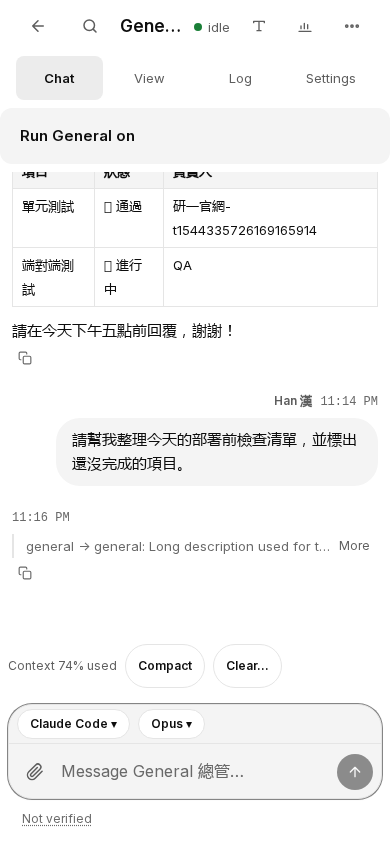 Gene…
idle
Chat
View
Log
Settings
Run General on
項目 狀態 負責人
單元測試
通過
研一官網-
t1544335726169165914
端對端測
試
進行
中
QA
請在今天下午五點前回覆，謝謝！
Han 漢 11:14 PM
請幫我整理今天的部署前檢查清單，並標出
還沒完成的項目。
11:16 PM
general → general: Long description used for t… More
Context 74% used
Compact
Clear…
Claude Code ▾
Opus ▾
Message General 總管…
Not verified